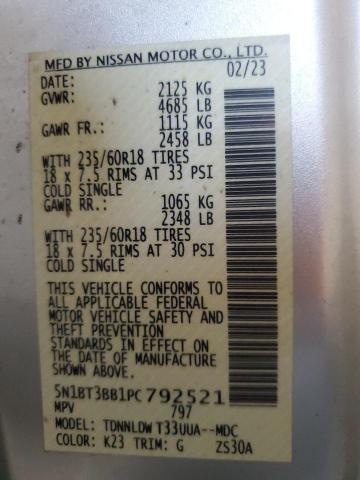 MFD BY NISSAN MOTOR CO., LTD.
DATE: 02/23
GVWR: 2125 KG
4685 LB
GAWR FR.: 1115 KG
2458 LB
WITH 235/60R18 TIRES
18 x 7.5 RIMS AT 33 PSI
COLD SINGLE
GAWR RR.: 1065 KG
2348 LB
WITH 235/60R18 TIRES
18 x 7.5 RIMS AT 30 PSI
COLD SINGLE
THIS VEHICLE CONFORMS TO
ALL APPLICABLE FEDERAL
MOTOR VEHICLE SAFETY AND
THEFT PREVENTION
STANDARDS IN EFFECT ON
THE DATE OF MANUFACTURE
SHOWN ABOVE.
5N1BT3BB1PC792521
MPV 797
MODEL: TDNNLDW T33UUA--MDC
COLOR: K23 TRIM: G ZS30A